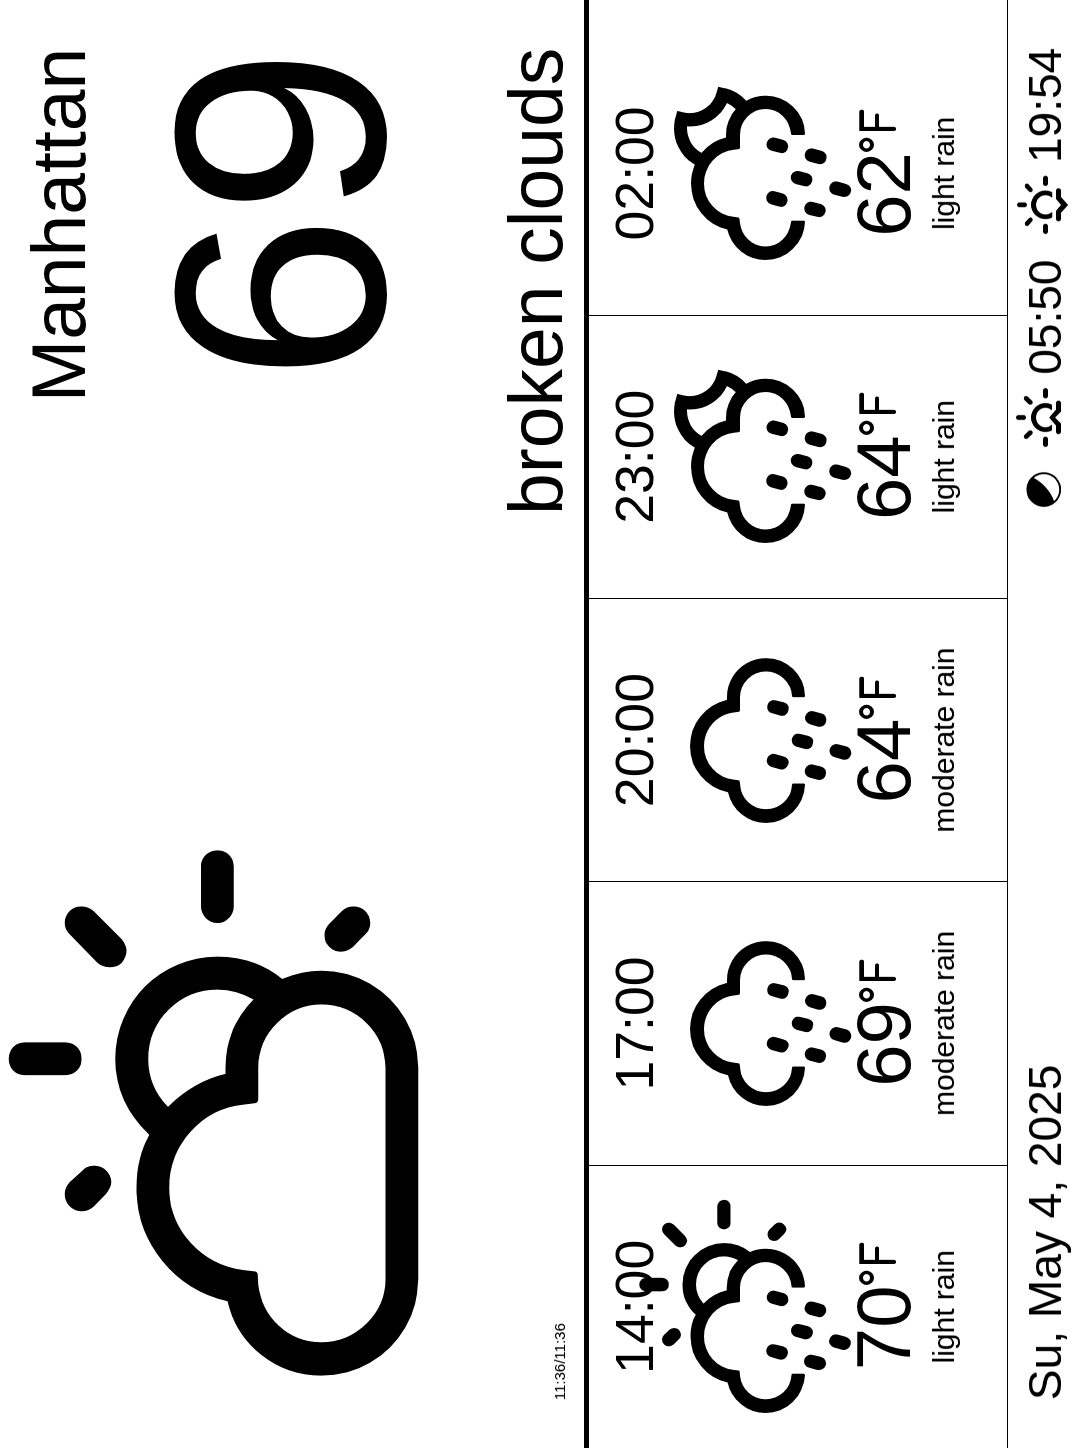 Manhattan
69
broken clouds
11:36/11:36
14:00
70°F
light rain
17:00
69°F
moderate rain
20:00
64°F
moderate rain
23:00
64°F
light rain
02:00
62°F
light rain
Su, May 4, 2025
05:50
19:54